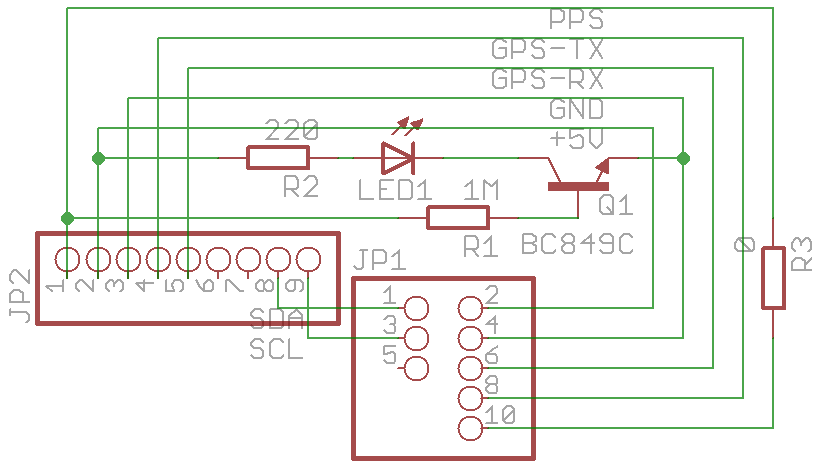 PPS
GPS-TX
GPS-RX
GND
+5V
220
R2
LED1
1M
R1
Q1
BC849C
0
R3
JP2
1
2
3
4
5
6
7
8
9
SDA
SCL
JP1
1
2
3
4
5
6
8
10